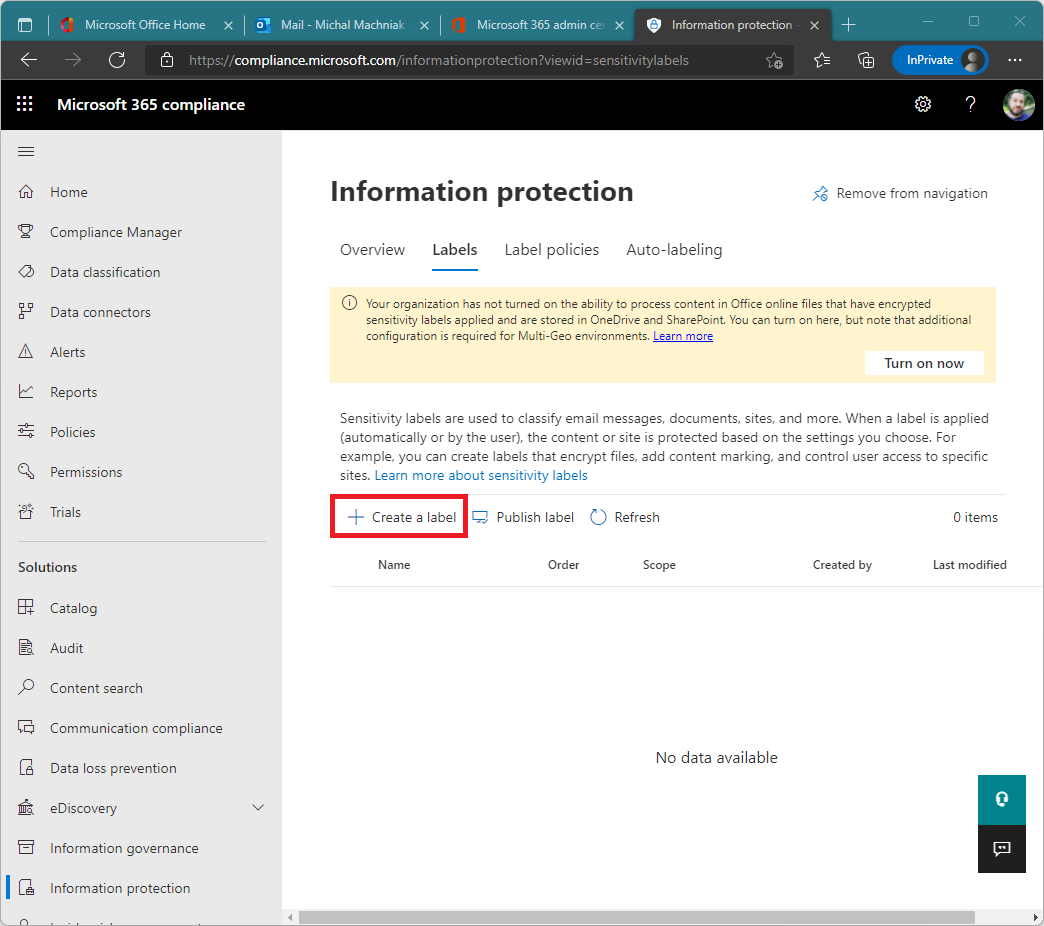 Microsoft Office Home
Mail - Michal Machniak
Microsoft 365 admin cen
Information protection -
https://compliance.microsoft.com/informationprotection?viewid=sensitivitylabels
InPrivate
Microsoft 365 compliance
Home
Compliance Manager
Data classification
Data connectors
Alerts
Reports
Policies
Permissions
Trials
Solutions
Catalog
Audit
Content search
Communication compliance
Data loss prevention
eDiscovery
Information governance
Information protection
Information protection
Remove from navigation
Overview Labels Label policies Auto-labeling
Your organization has not turned on the ability to process content in Office online files that have encrypted
sensitivity labels applied and are stored in OneDrive and SharePoint. You can turn on here, but note that additional
configuration is required for Multi-Geo environments. Learn more
Turn on now
Sensitivity labels are used to classify email messages, documents, sites, and more. When a label is applied
(automatically or by the user), the content or site is protected based on the settings you choose. For
example, you can create labels that encrypt files, add content marking, and control user access to specific
sites. Learn more about sensitivity labels
Create a label Publish label Refresh 0 items
Name Order Scope Created by Last modified
No data available